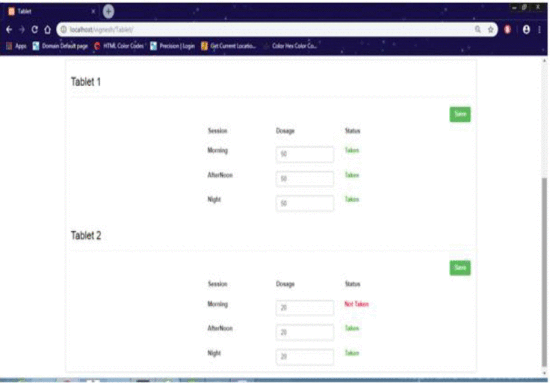 Tablet
localhost/vignesh/Tablet/
Apps Domain Default page HTML Color Codes Precision | Login Get Current Locatio... Color Hex Color Co...
Tablet 1
Save
Session Dosage Status
Morning 50 Taken
AfterNoon 50 Taken
Night 50 Taken
Tablet 2
Save
Session Dosage Status
Morning 20 Not Taken
AfterNoon 20 Taken
Night 20 Taken